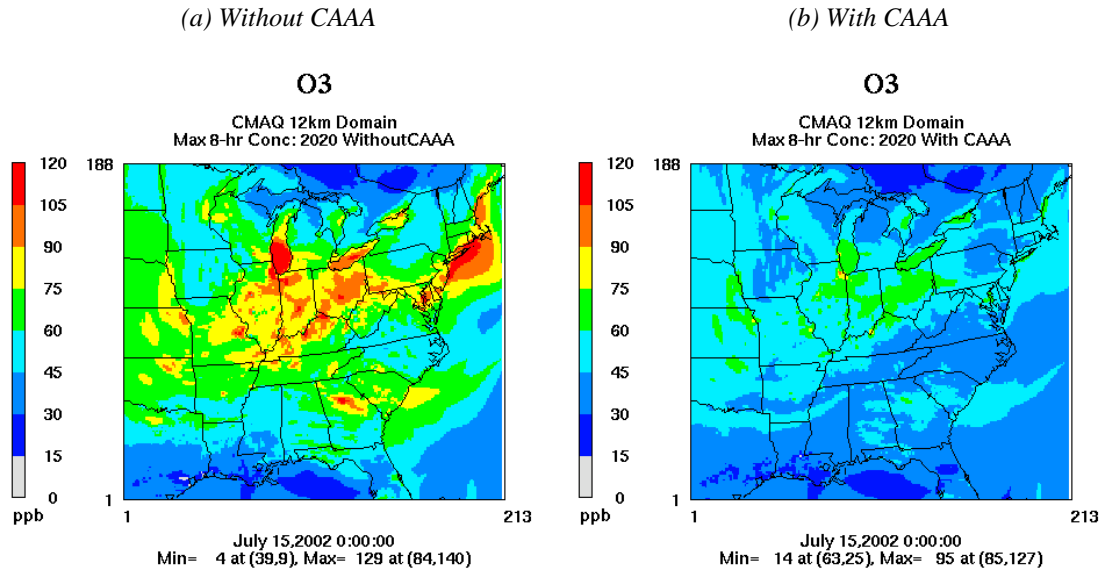 (a) Without CAAA
O3
CMAQ 12km Domain
Max 8-hr Conc: 2020 WithoutCAAA
120
105
90
75
60
45
30
15
0
ppb
188
1
1
213
July 15,2002 0:00:00
Min= 4 at (39,9), Max= 129 at (84,140)
(b) With CAAA
O3
CMAQ 12km Domain
Max 8-hr Conc: 2020 With CAAA
120
105
90
75
60
45
30
15
0
ppb
188
1
1
213
July 15,2002 0:00:00
Min= 14 at (63,25), Max= 95 at (85,127)